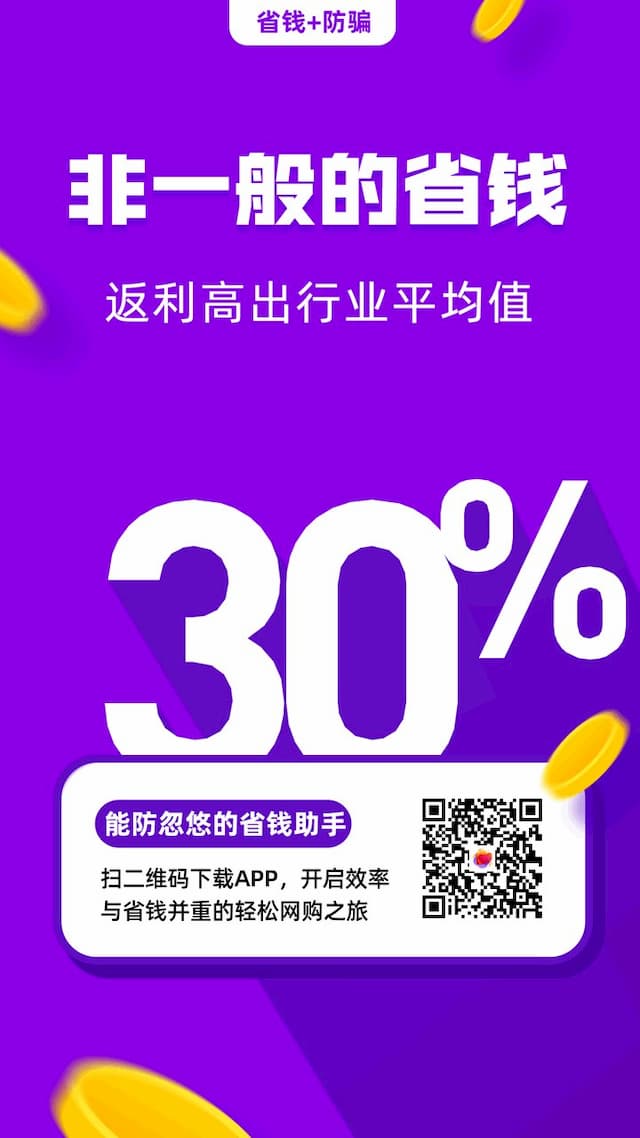 省钱+防骗
非一般的省钱
返利高出行业平均值
30%
能防忽悠的省钱助手
扫二维码下载APP，开启效率
与省钱并重的轻松网购之旅